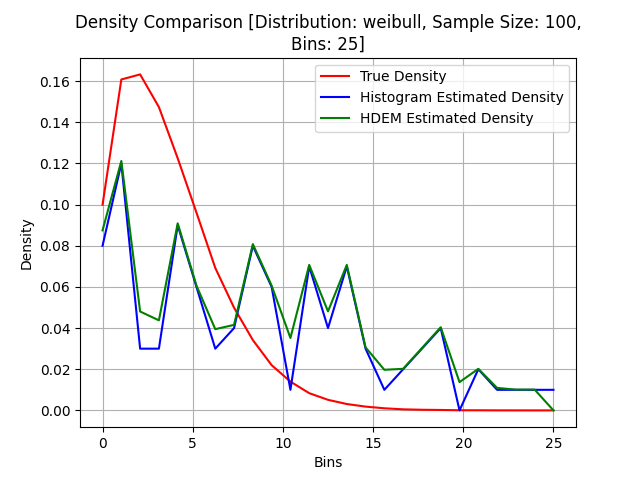 Density Comparison [Distribution: weibull, Sample Size: 100,
Bins: 25]
True Density
Histogram Estimated Density
HDEM Estimated Density
Density
0.16
0.14
0.12
0.10
0.08
0.06
0.04
0.02
0.00
0 5 10 15 20 25
Bins